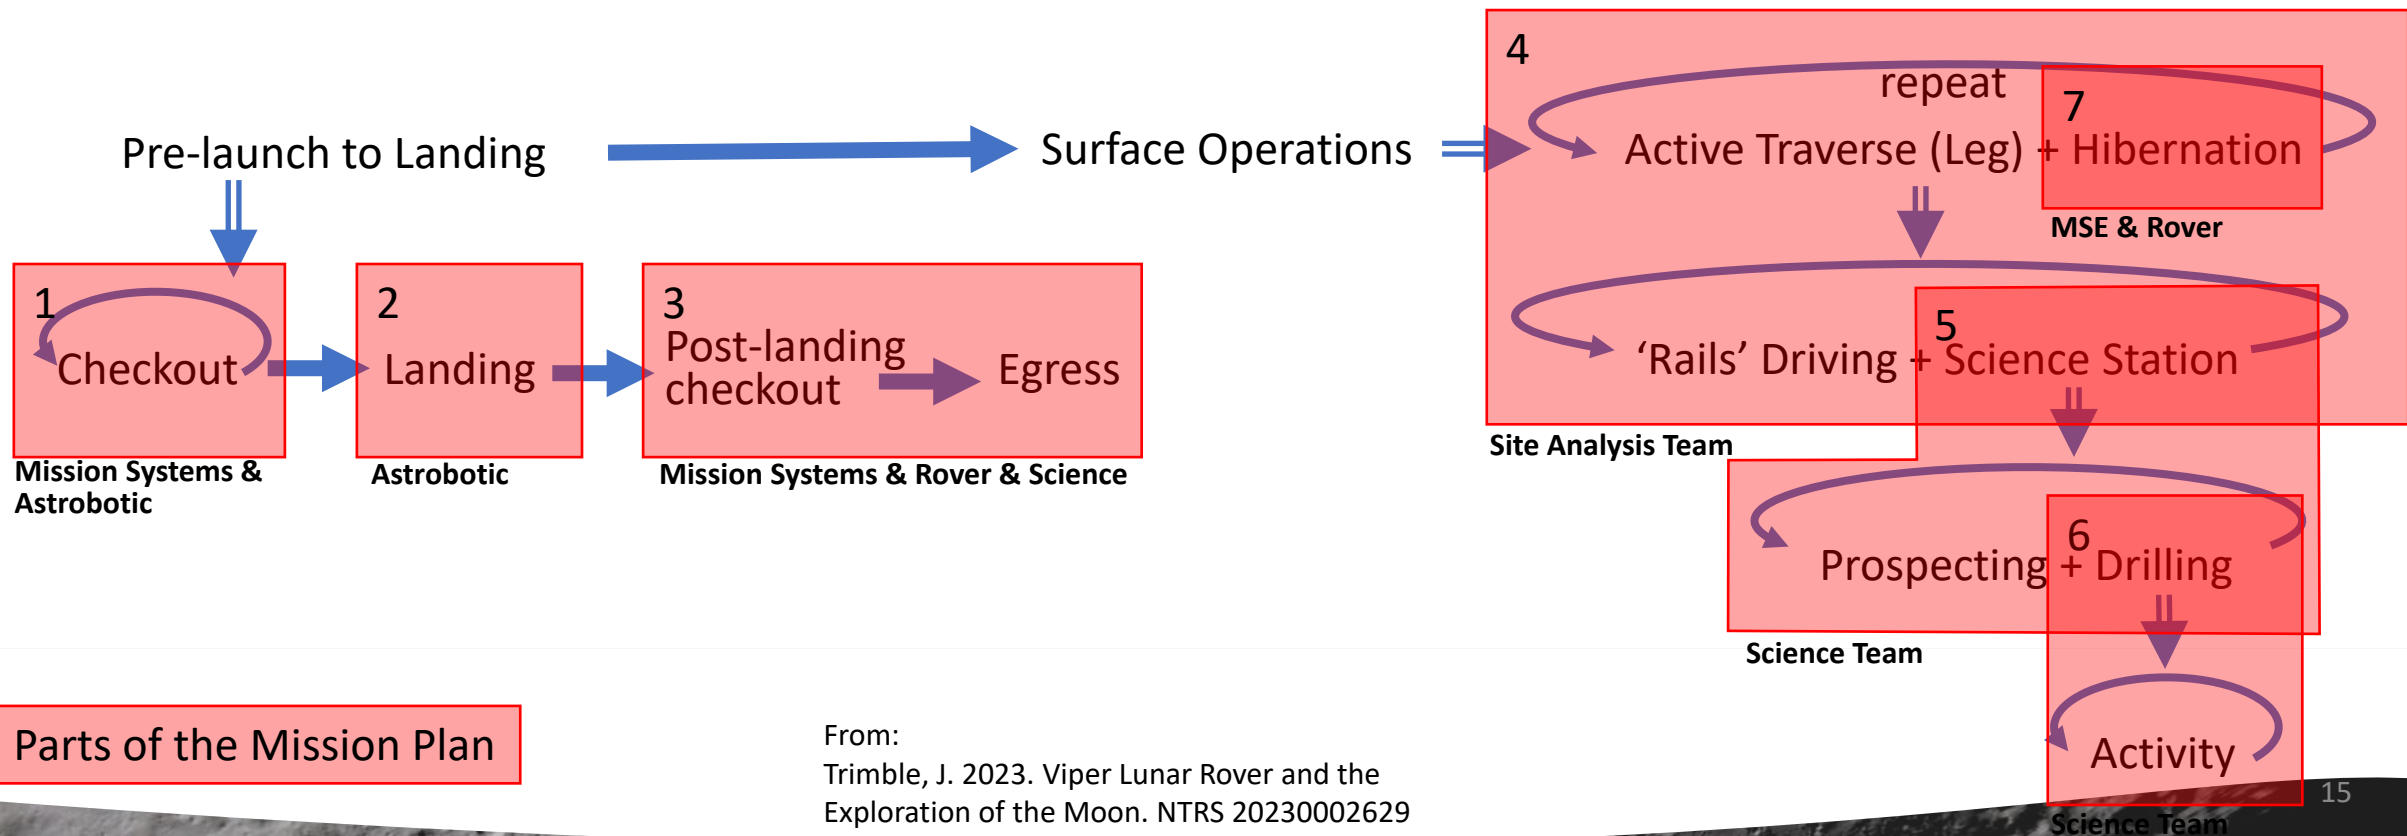 4
repeat
7
Pre-launch to Landing
Surface Operations
Active Traverse (Leg) + Hibernation
MSE & Rover
1
Checkout
Mission Systems &
Astrobotic
2
Landing
Astrobotic
3
Post-landing
checkout
Egress
Mission Systems & Rover & Science
5
‘Rails’ Driving + Science Station
Site Analysis Team
6
Prospecting + Drilling
Science Team
Activity
Science Team
Parts of the Mission Plan
From:
Trimble, J. 2023. Viper Lunar Rover and the
Exploration of the Moon. NTRS 20230002629
15